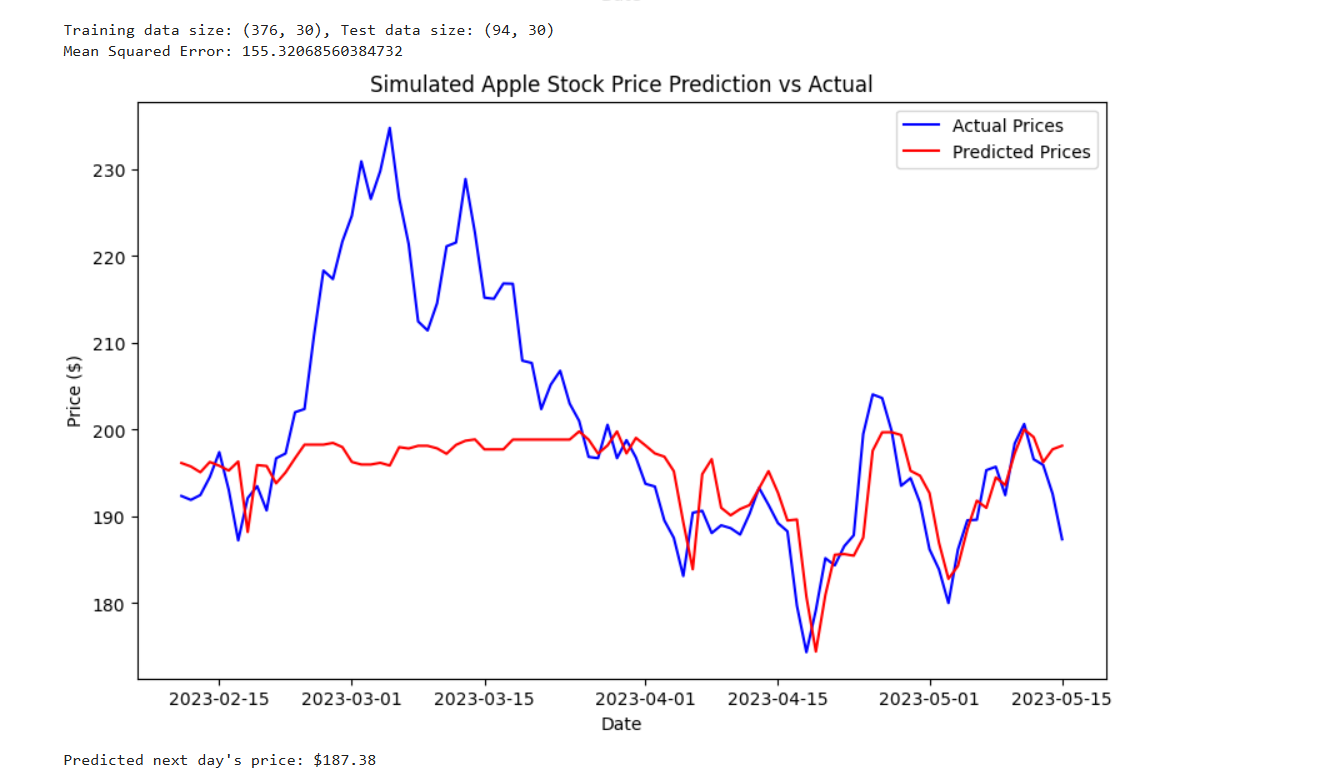 Training data size: (376, 30), Test data size: (94, 30)
Mean Squared Error: 155.32068560384732
Simulated Apple Stock Price Prediction vs Actual
Actual Prices
Predicted Prices
230
220
210
200
190
180
Price ($)
2023-02-15 2023-03-01 2023-03-15 2023-04-01 2023-04-15 2023-05-01 2023-05-15
Date
Predicted next day's price: $187.38